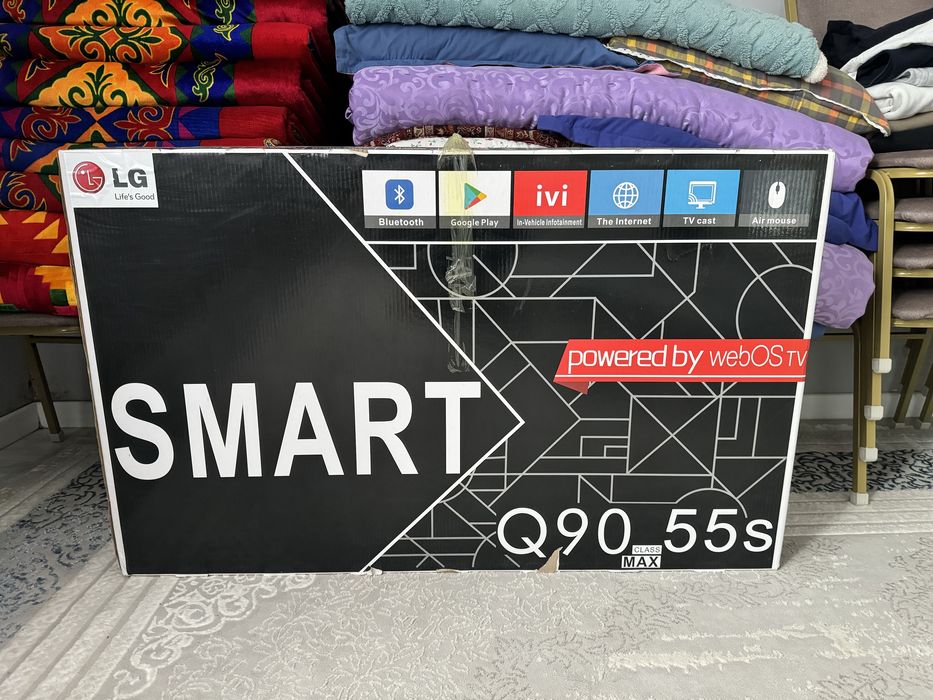 LG
Life's Good
Bluetooth
Google Play
ivi
In-Vehicle Infotainment
The Internet
TV cast
Air mouse
powered by webOS TV
SMART
Q90 55s
CLASS
MAX